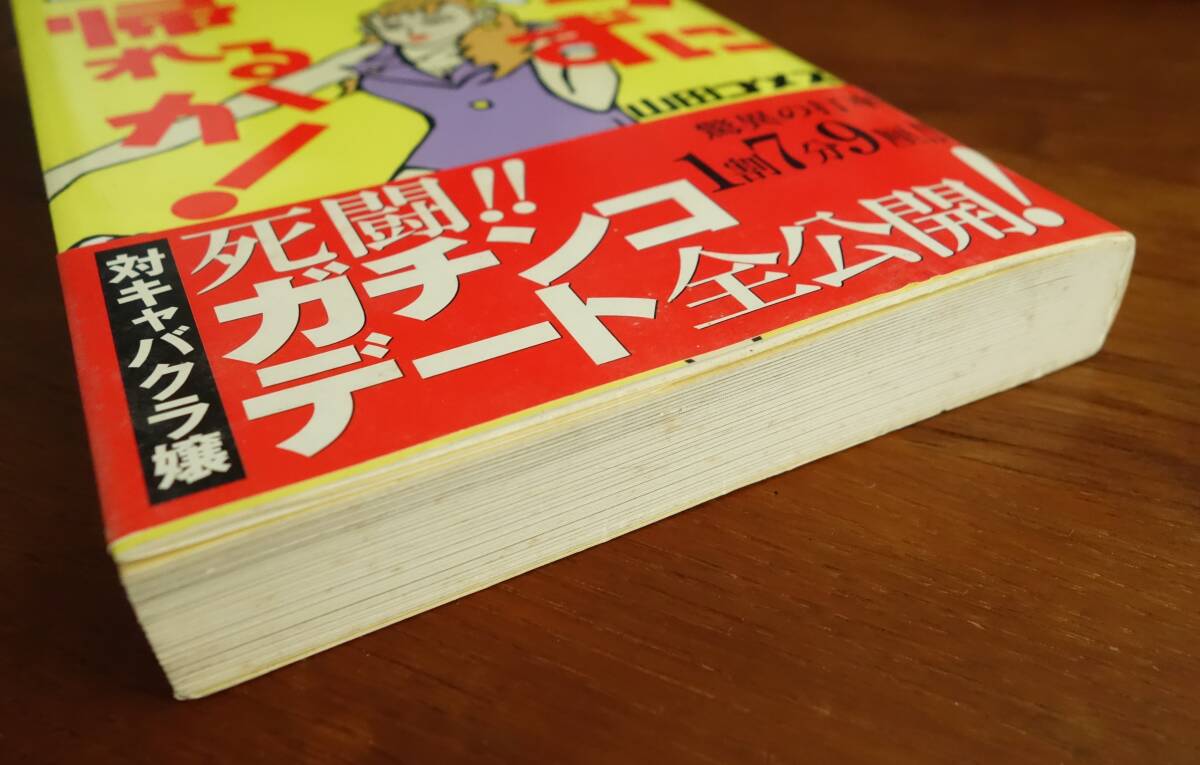 ずに
帰れるか!
山田ゴメス
驚異の打率
1割7分9厘
死闘!!
ガチンコ
デート全公開!
対キャバクラ嬢